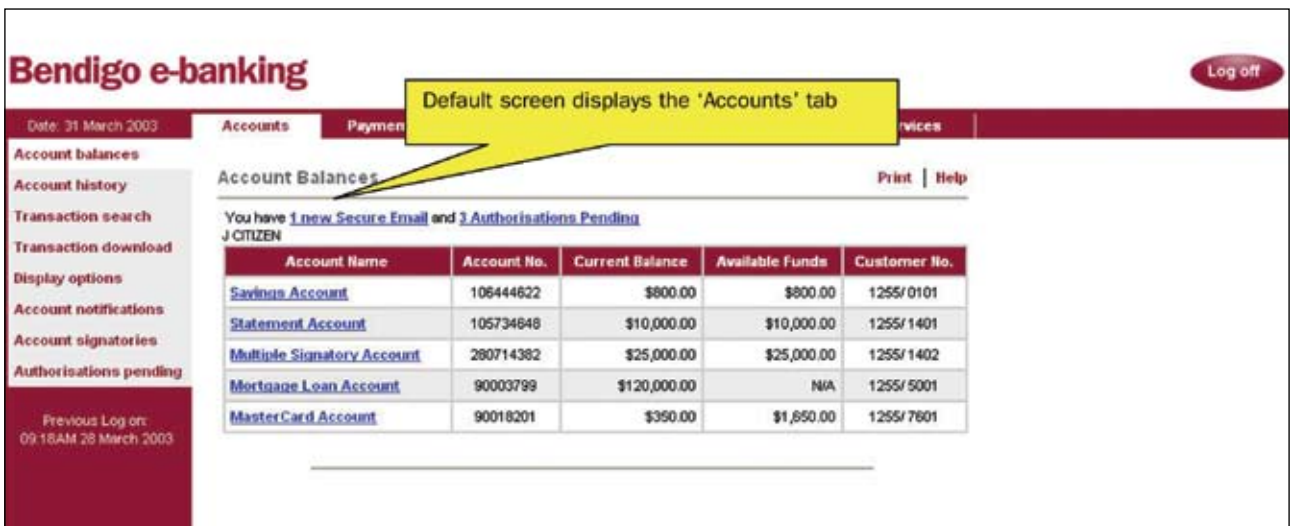 Bendigo e-banking
Log off
Default screen displays the 'Accounts' tab
Date: 31 March 2003
Accounts
Account balances
Account history
Transaction search
Transaction download
Display options
Account notifications
Account signatories
Authorisations pending
Previous Log on:
09:18AM 28 March 2003
Account Balances
Print | Help
You have 1 new Secure Email and 3 Authorisations Pending
J CITIZEN
Account Name Account No. Current Balance Available Funds Customer No.
Savings Account 106444622 $800.00 $800.00 1255/0101
Statement Account 105734648 $10,000.00 $10,000.00 1255/1401
Multiple Signatory Account 280714382 $25,000.00 $25,000.00 1255/1402
Mortgage Loan Account 90003799 $120,000.00 N/A 1255/5001
MasterCard Account 90018201 $350.00 $1,650.00 1255/7601